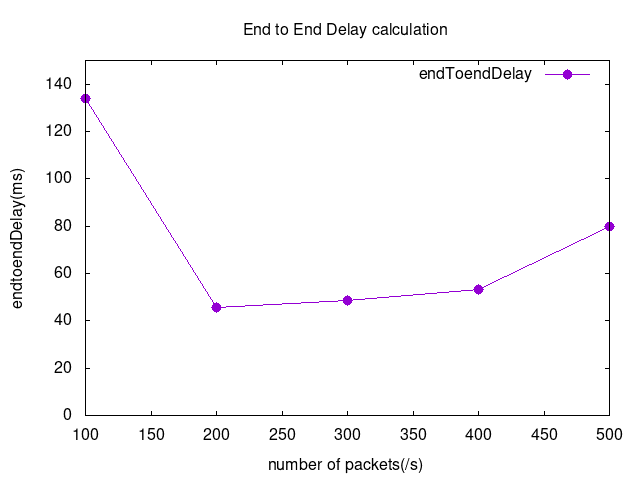 End to End Delay calculation
endToendDelay
140
120
100
80
60
40
20
0
endtoendDelay(ms)
100 150 200 250 300 350 400 450 500
number of packets(/s)